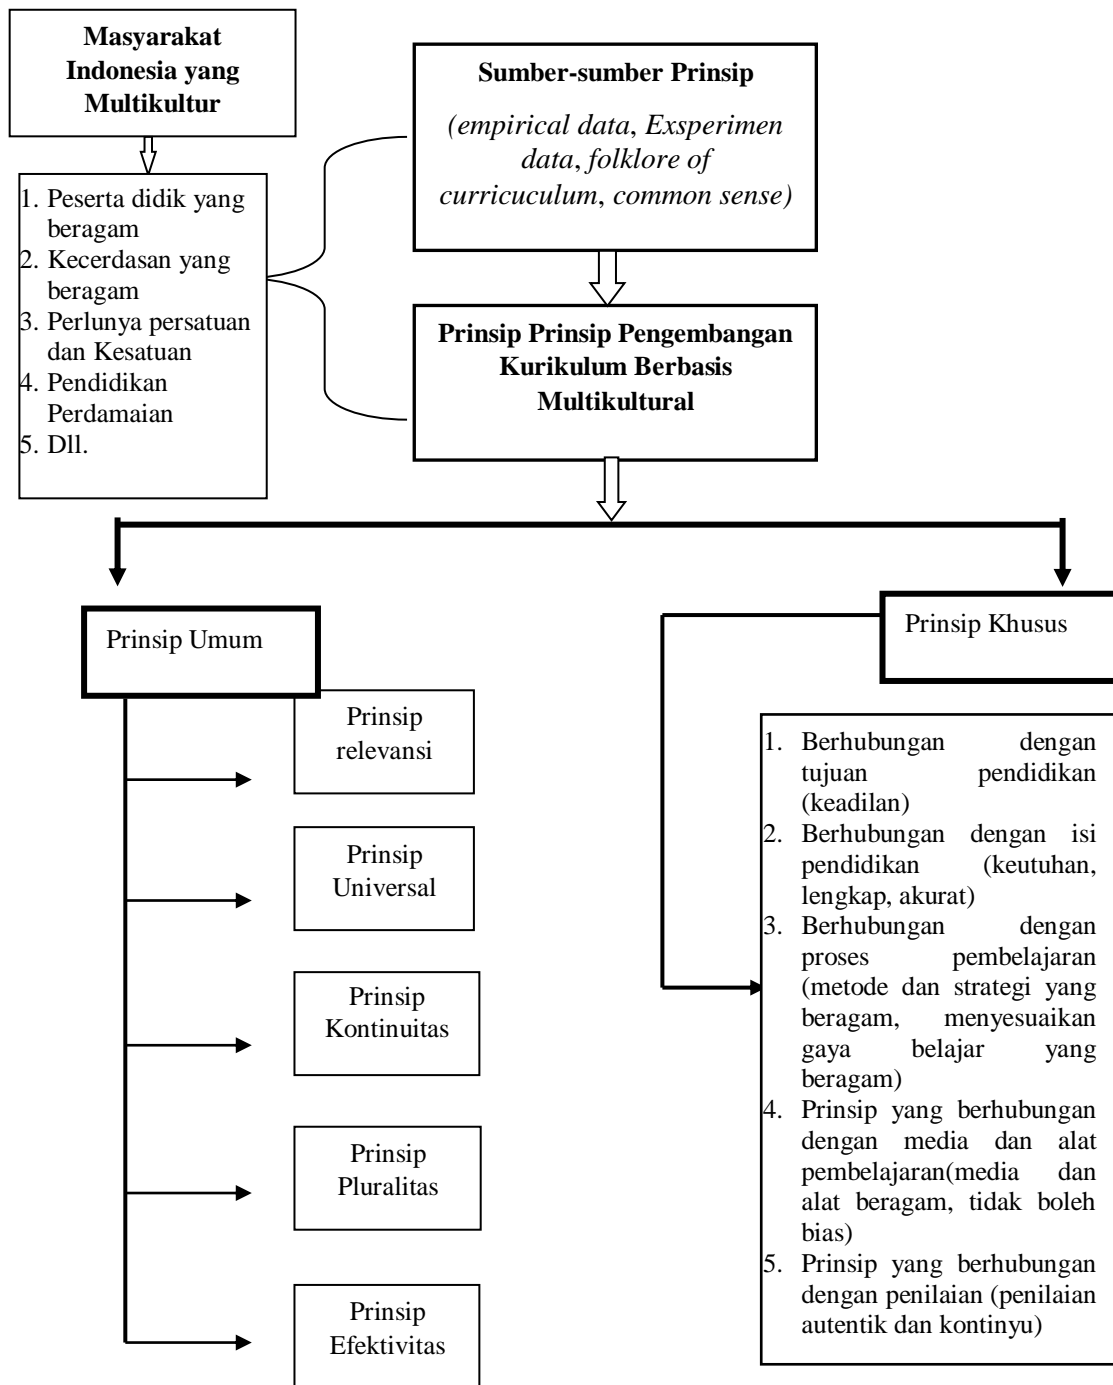 Masyarakat
Indonesia yang
Multikultur
1. Peserta didik yang
beragam
2. Kecerdasan yang
beragam
3. Perlunya persatuan
dan Kesatuan
4. Pendidikan
Perdamaian
5. Dll.
Sumber-sumber Prinsip
(empirical data, Exsperimen
data, folklore of
curricuculum, common sense)
Prinsip Prinsip Pengembangan
Kurikulum Berbasis
Multikultural
Prinsip Umum
Prinsip
relevansi
Prinsip
Universal
Prinsip
Kontinuitas
Prinsip
Pluralitas
Prinsip
Efektivitas
Prinsip Khusus
1. Berhubungan dengan
tujuan pendidikan
(keadilan)
2. Berhubungan dengan isi
pendidikan (keutuhan,
lengkap, akurat)
3. Berhubungan dengan
proses pembelajaran
(metode dan strategi yang
beragam, menyesuaikan
gaya belajar yang
beragam)
4. Prinsip yang berhubungan
dengan media dan alat
pembelajaran(media dan
alat beragam, tidak boleh
bias)
5. Prinsip yang berhubungan
dengan penilaian (penilaian
autentik dan kontinyu)